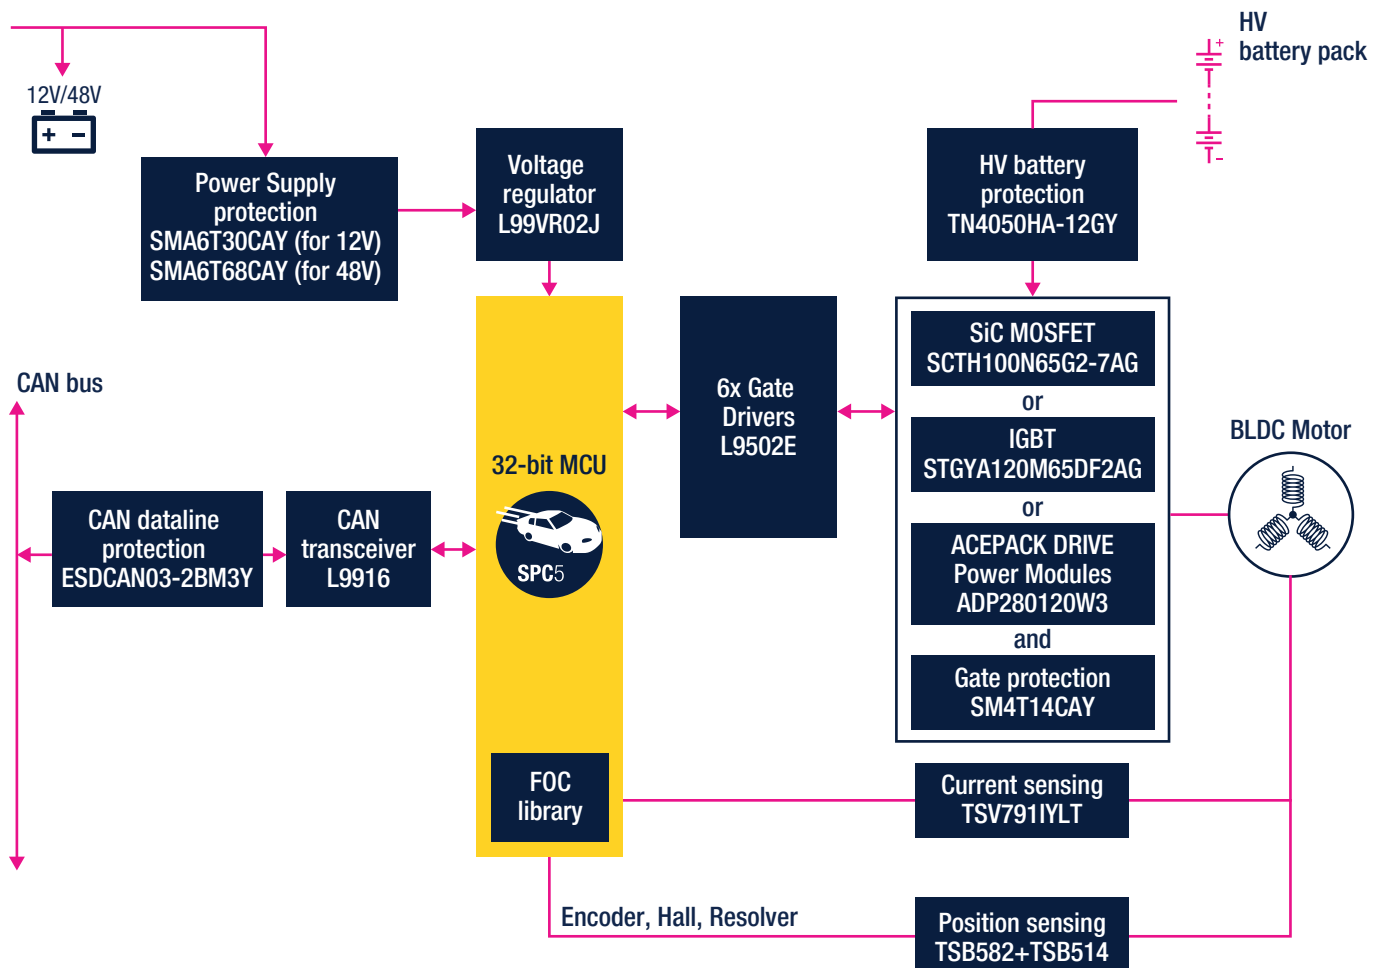 HV
battery pack
+
12V/48V
+ −
−
Power Supply
protection
SMA6T30CAY (for 12V)
SMA6T68CAY (for 48V)
Voltage
regulator
L99VR02J
HV battery
protection
TN4050HA-12GY
SiC MOSFET
SCTH100N65G2-7AG
or
IGBT
STGYA120M65DF2AG
or
ACEPACK DRIVE
Power Modules
ADP280120W3
and
Gate protection
SM4T14CAY
6x Gate
Drivers
L9502E
BLDC Motor
CAN bus
32-bit MCU
SPC5
CAN dataline
protection
ESDCAN03-2BM3Y
CAN
transceiver
L9916
FOC
library
Current sensing
TSV791IYLT
Encoder, Hall, Resolver
Position sensing
TSB582+TSB514